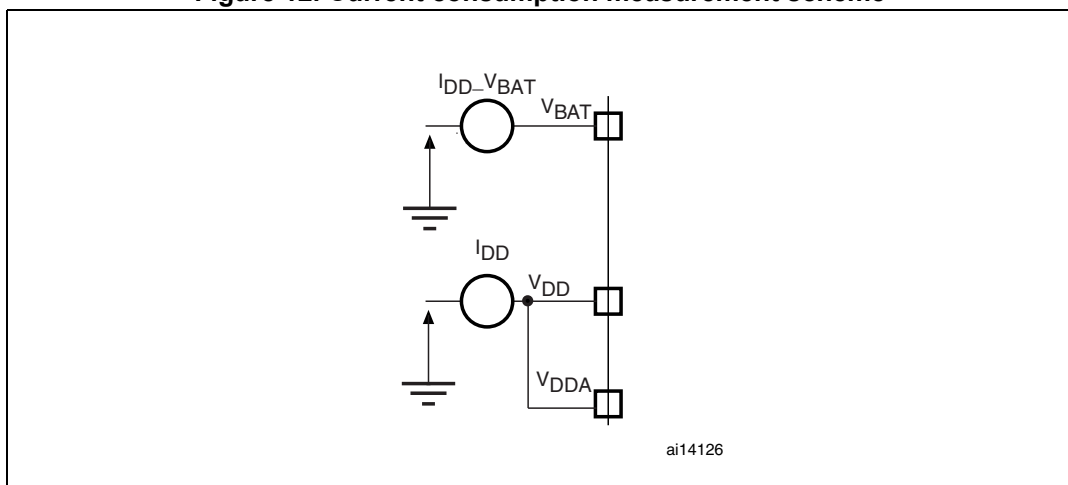 Figure 12. Current consumption measurement scheme
IDD_VBAT
VBAT
IDD
VDD
VDDA
ai14126